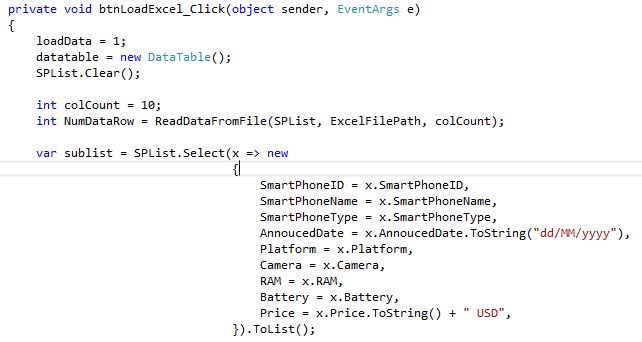 private void btnLoadExcel_Click(object sender, EventArgs e)
{
loadData = 1;
datatable = new DataTable();
SPList.Clear();
int colCount = 10;
int NumDataRow = ReadDataFromFile(SPList, ExcelFilePath, colCount);
var sublist = SPList.Select(x => new
{
SmartPhoneID = x.SmartPhoneID,
SmartPhoneName = x.SmartPhoneName,
SmartPhoneType = x.SmartPhoneType,
AnnoucedDate = x.AnnoucedDate.ToString("dd/MM/yyyy"),
Platform = x.Platform,
Camera = x.Camera,
RAM = x.RAM,
Battery = x.Battery,
Price = x.Price.ToString() + " USD",
}).ToList();